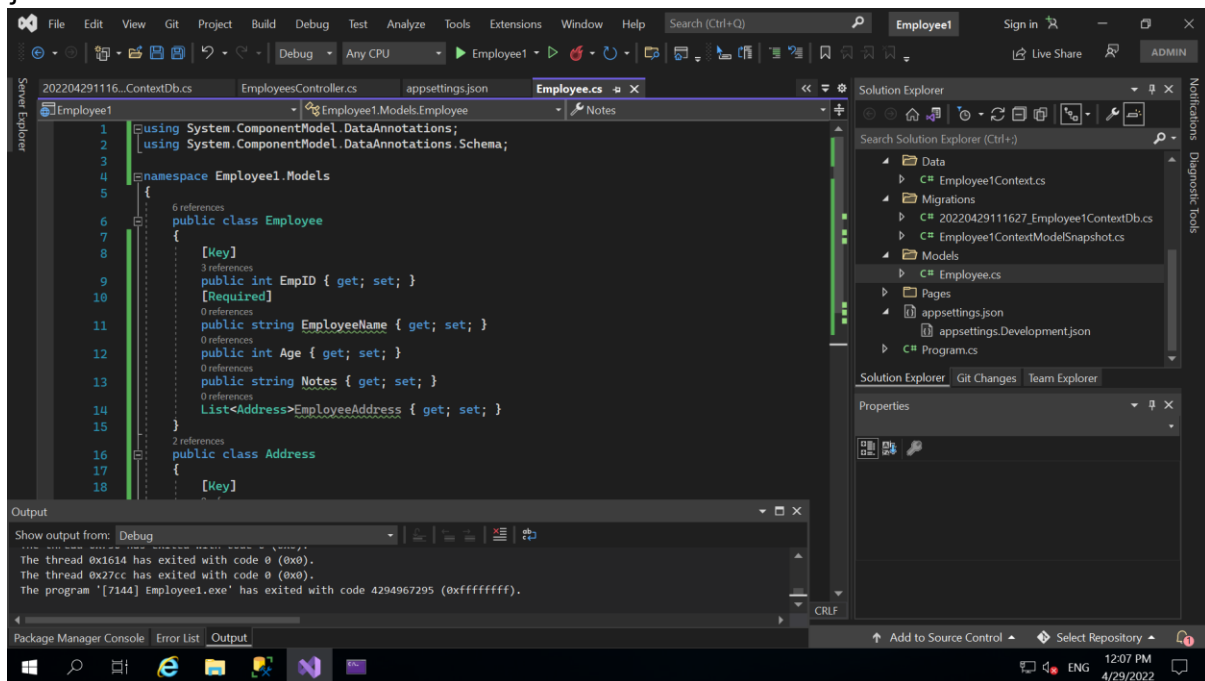 File Edit View Git Project Build Debug Test Analyze Tools Extensions Window Help Search (Ctrl+Q) Employee1 Sign in
Debug Any CPU Employee1 Live Share ADMIN
202204291116...ContextDb.cs EmployeesController.cs appsettings.json Employee.cs
Employee1 Employee1.Models.Employee Notes
Server Explorer
1 using System.ComponentModel.DataAnnotations;
2 using System.ComponentModel.DataAnnotations.Schema;
3
4 namespace Employee1.Models
5 {
6 references
6 public class Employee
7 {
8 [Key]
3 references
9 public int EmpID { get; set; }
10 [Required]
0 references
11 public string EmployeeName { get; set; }
0 references
12 public int Age { get; set; }
0 references
13 public string Notes { get; set; }
0 references
14 List<Address>EmployeeAddress { get; set; }
15 }
2 references
16 public class Address
17 {
18 [Key]
Solution Explorer
Search Solution Explorer (Ctrl+;)
Data
C# Employee1Context.cs
Migrations
C# 20220429111627_Employee1ContextDb.cs
C# Employee1ContextModelSnapshot.cs
Models
C# Employee.cs
Pages
appsettings.json
appsettings.Development.json
C# Program.cs
Solution Explorer Git Changes Team Explorer
Properties
Notifications
Diagnostic Tools
Output
Show output from: Debug
The thread 0x1614 has exited with code 0 (0x0).
The thread 0x27cc has exited with code 0 (0x0).
The program '[7144] Employee1.exe' has exited with code 4294967295 (0xffffffff).
CRLF
Package Manager Console Error List Output
Add to Source Control Select Repository 1
ENG 12:07 PM
4/29/2022